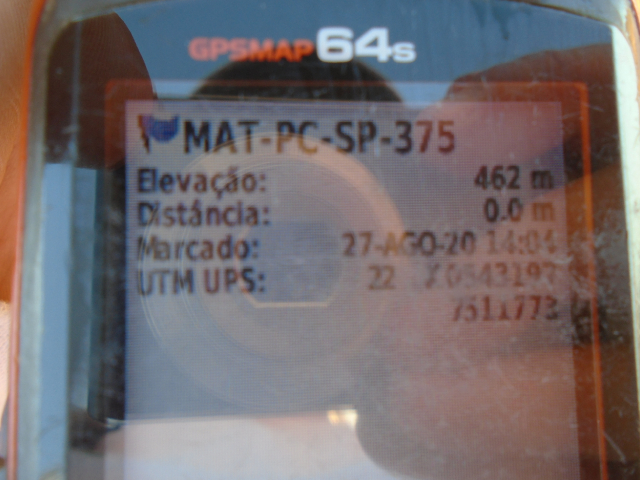 GPSMAP 64s
MAT-PC-SP-375
Elevação: 462 m
Distância: 0.0 m
Marcado: 27-AGO-20 14:04
UTM UPS: 22 0543197
7511773